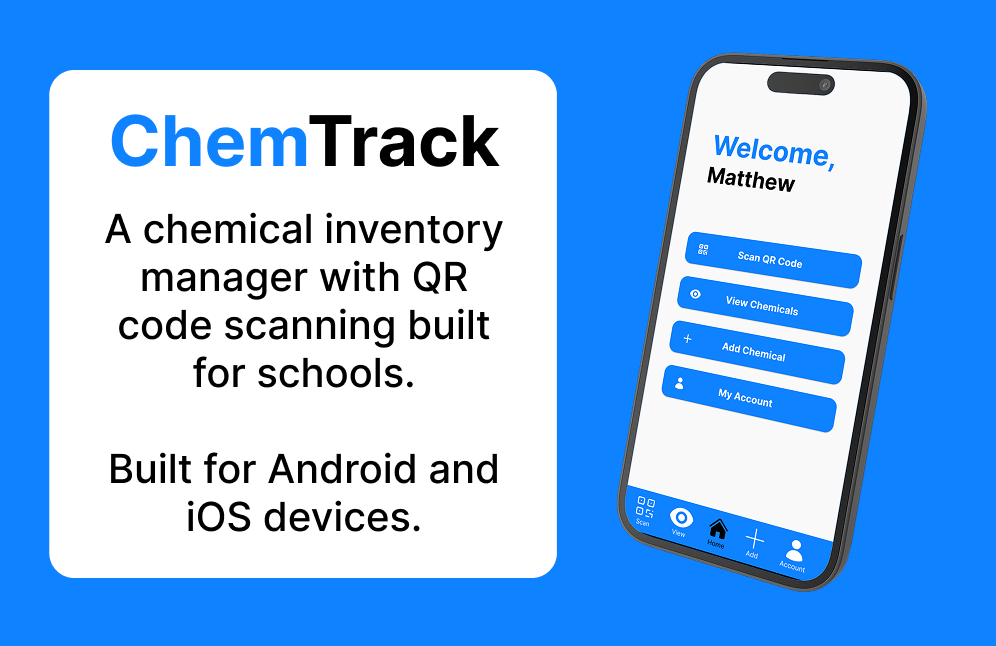 ChemTrack
A chemical inventory
manager with QR
code scanning built
for schools.
Built for Android and
iOS devices.
Welcome,
Matthew
Scan QR Code
View Chemicals
Add Chemical
My Account
Scan
View
Home
Add
Account